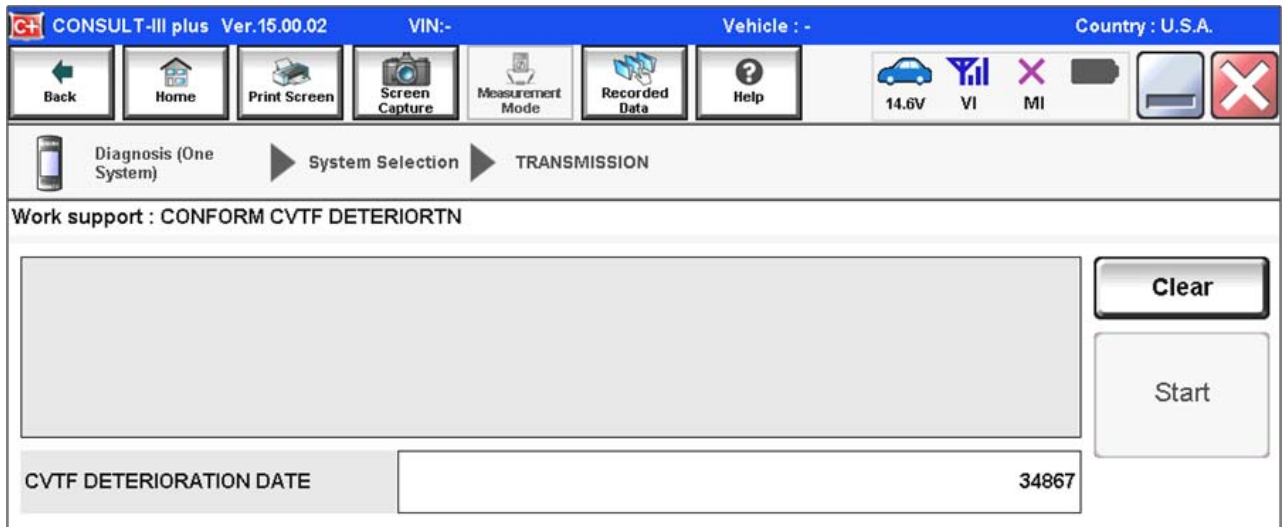 C+ CONSULT-III plus Ver.15.00.02 VIN:- Vehicle : - Country : U.S.A.
Back
Home
Print Screen
Screen
Capture
Measurement
Mode
Recorded
Data
Help
14.6V
VI
MI
Diagnosis (One
System)
System Selection
TRANSMISSION
Work support : CONFORM CVTF DETERIORTN
Clear
Start
CVTF DETERIORATION DATE 34867